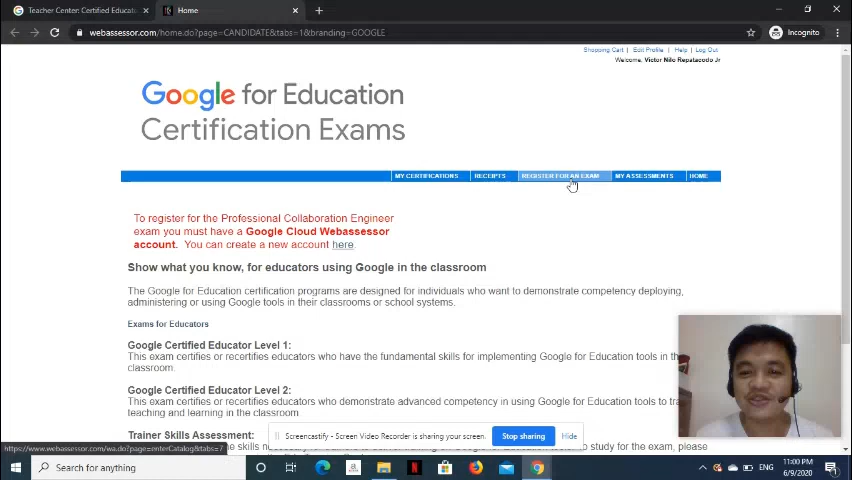 Teacher Center: Certified Educat
Home
webassessor.com/home.do?page=CANDIDATE&tabs=1&branding=GOOGLE
Incognito
Shopping Cart | Edit Profile | Help | Log Out
Welcome, Victor Nilo Repatacodo Jr
Google for Education
Certification Exams
MY CERTIFICATIONS RECEIPTS REGISTER FOR AN EXAM MY ASSESSMENTS HOME
To register for the Professional Collaboration Engineer
exam you must have a Google Cloud Webassessor
account. You can create a new account here.
Show what you know, for educators using Google in the classroom
The Google for Education certification programs are designed for individuals who want to demonstrate competency deploying,
administering or using Google tools in their classrooms or school systems.
Exams for Educators
Google Certified Educator Level 1:
This exam certifies or recertifies educators who have the fundamental skills for implementing Google for Education tools in the
classroom.
Google Certified Educator Level 2:
This exam certifies or recertifies educators who demonstrate advanced competency in using Google for Education tools to tra
teaching and learning in the classroom
Trainer Skills Assessment:
Screencastify - Screen Video Recorder is sharing your screen.
Stop sharing
Hide
https://www.webassessor.com/wa.do?page=enterCatalog&tabs=7
to study for the exam, please
Type here to search
ENG
11:00 PM
6/9/2020